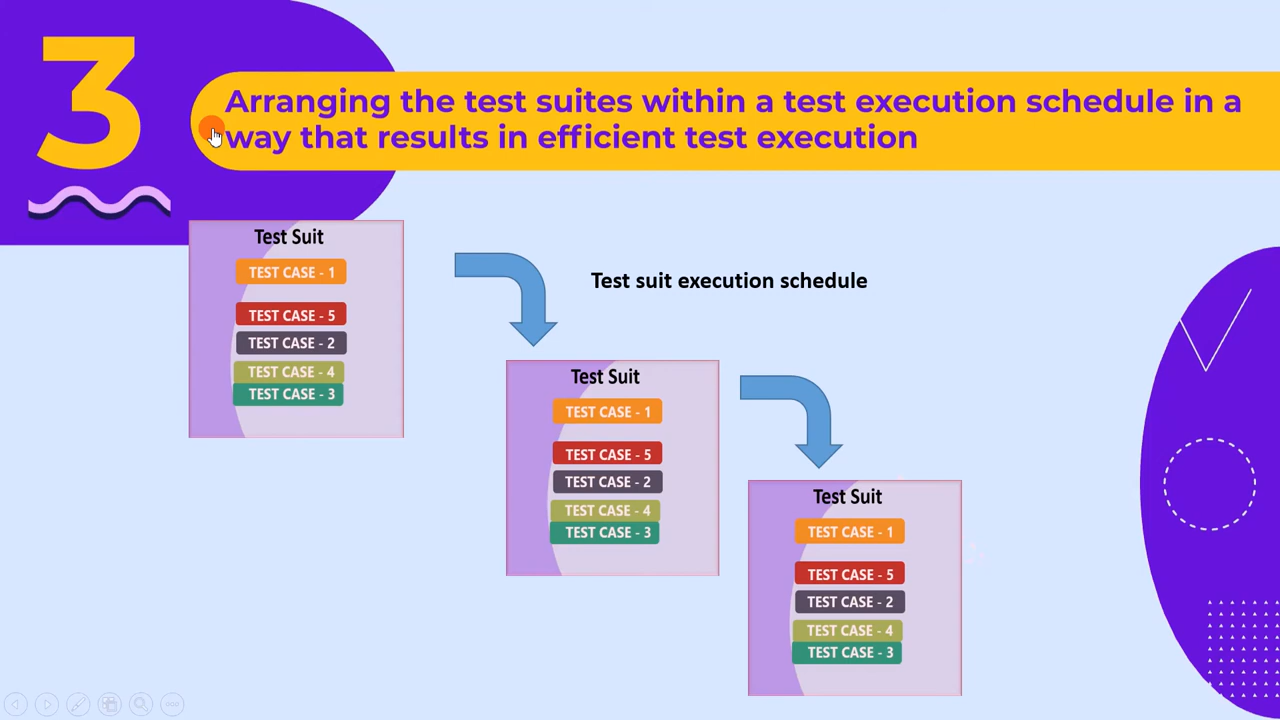 3
Arranging the test suites within a test execution schedule in a
way that results in efficient test execution
Test Suit
TEST CASE - 1
TEST CASE - 5
TEST CASE - 2
TEST CASE - 4
TEST CASE - 3
Test suit execution schedule
Test Suit
TEST CASE - 1
TEST CASE - 5
TEST CASE - 2
TEST CASE - 4
TEST CASE - 3
Test Suit
TEST CASE - 1
TEST CASE - 5
TEST CASE - 2
TEST CASE - 4
TEST CASE - 3